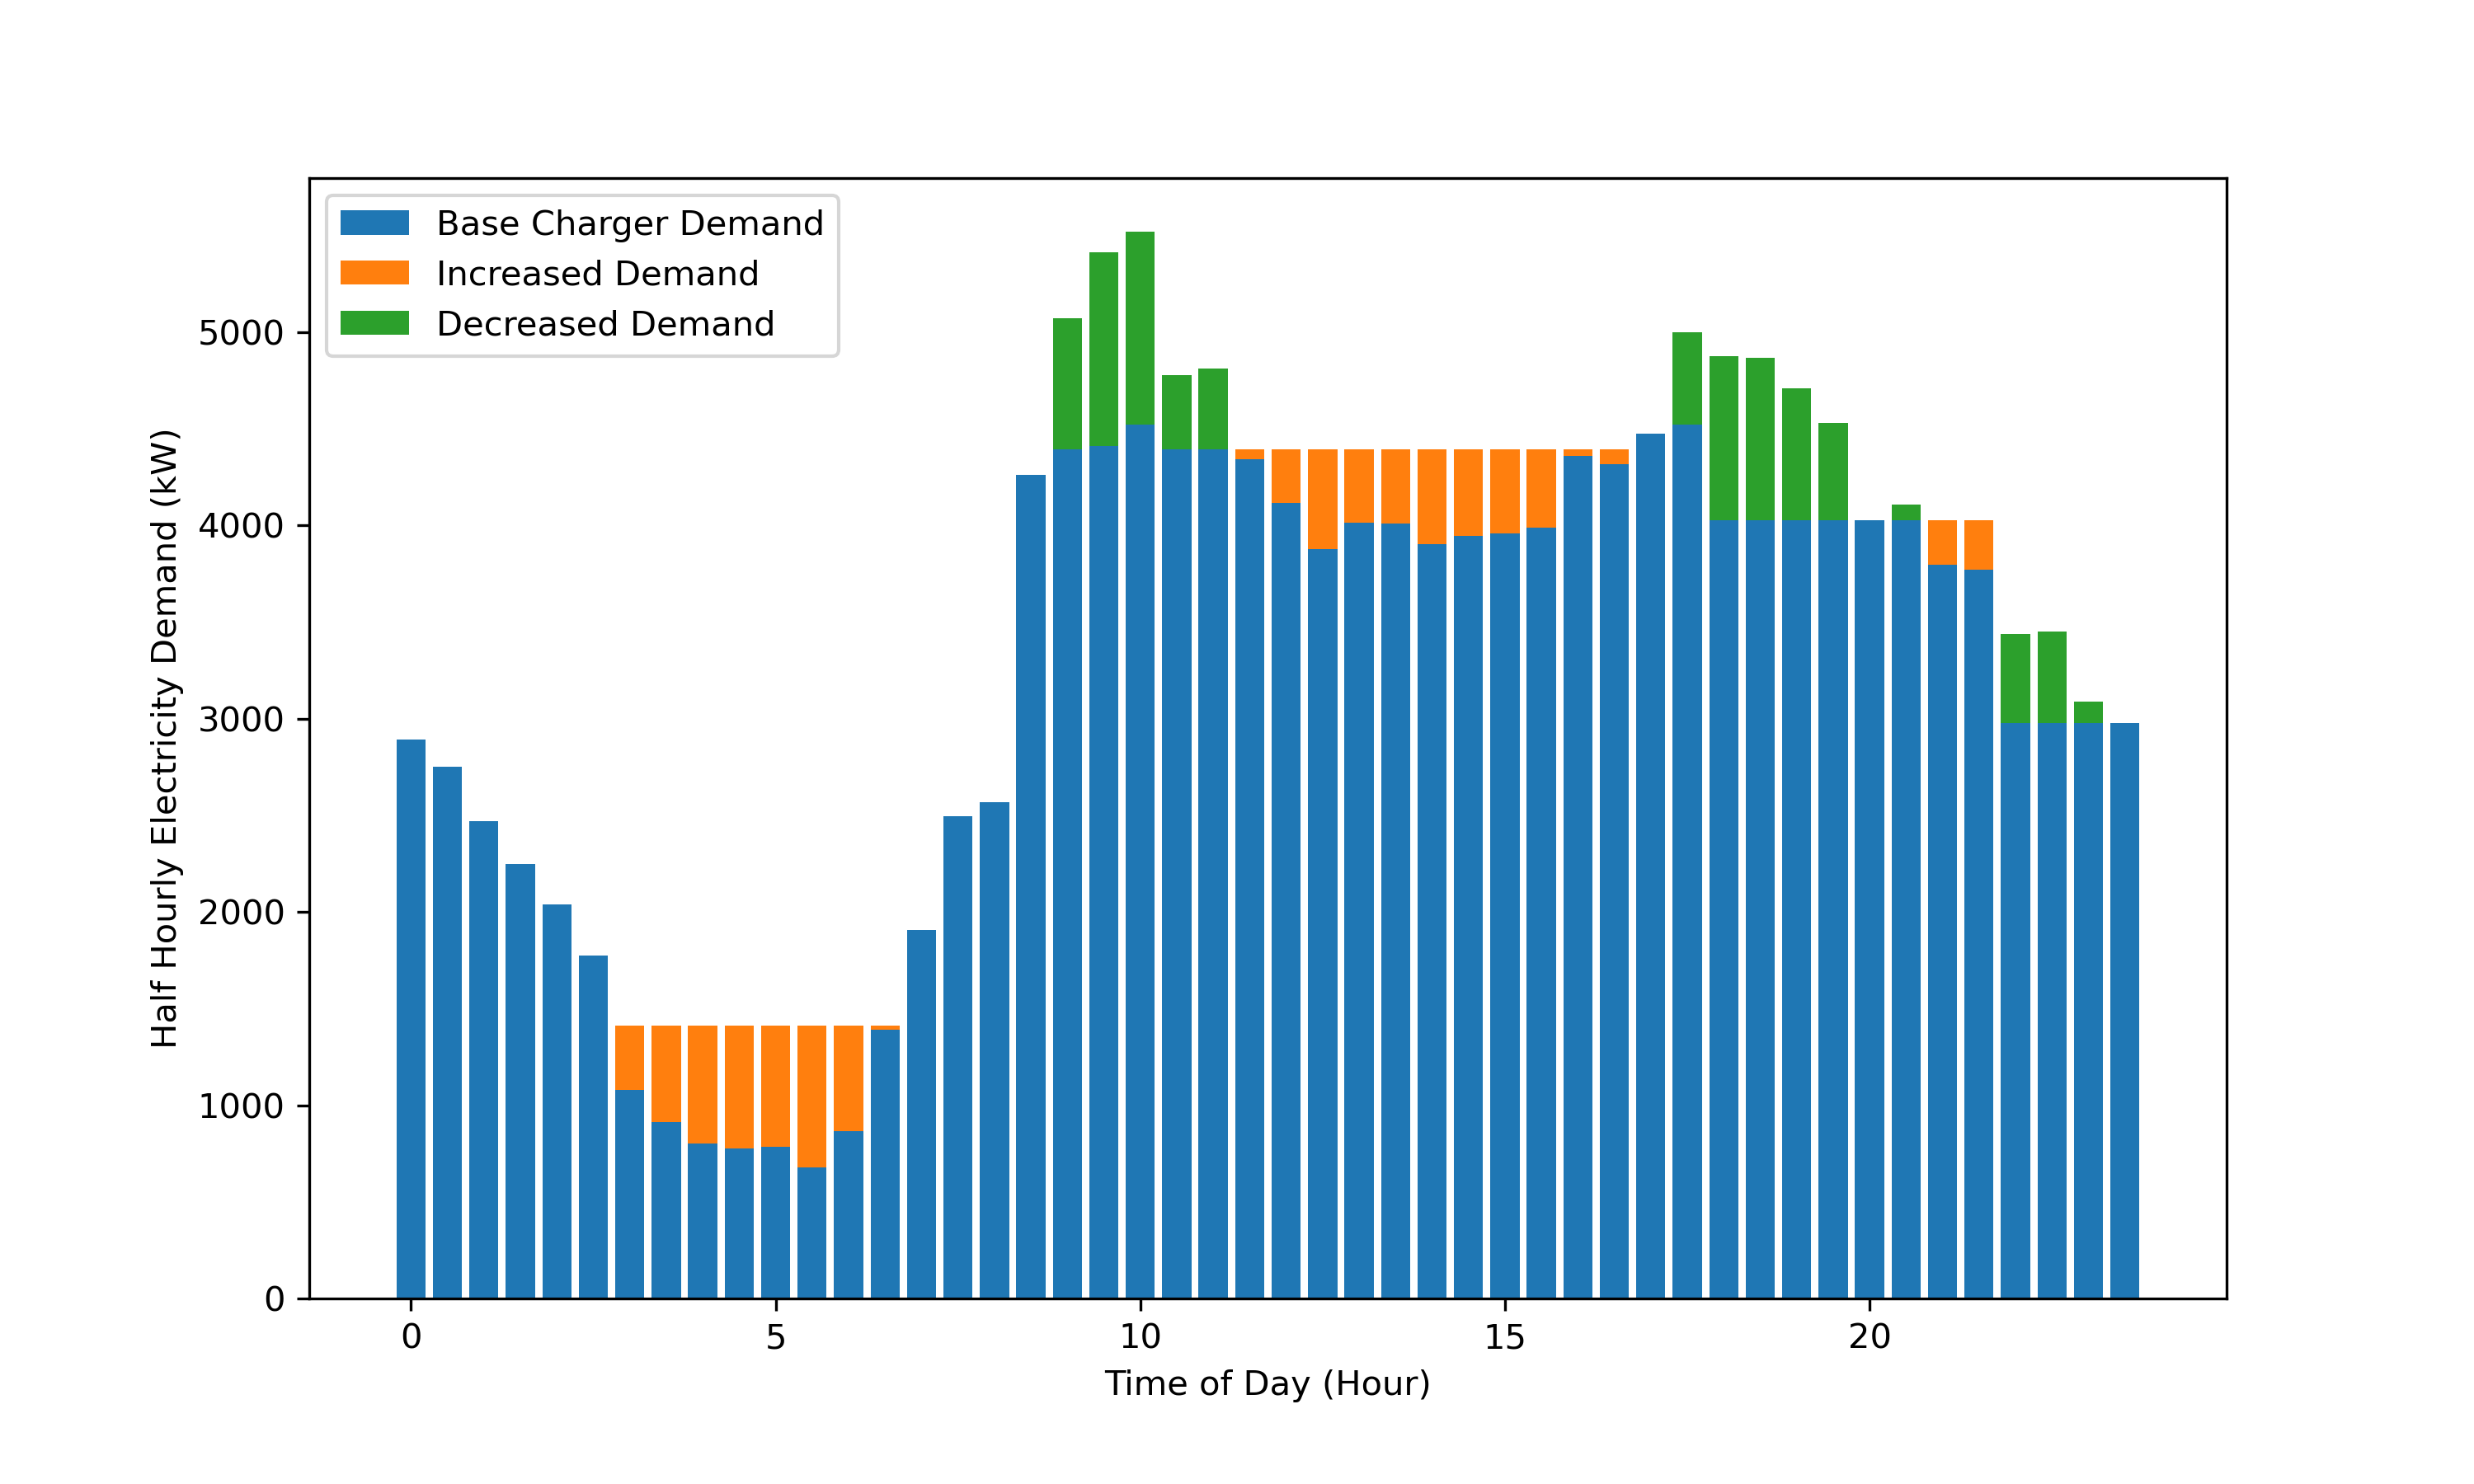 Base Charger Demand
Increased Demand
Decreased Demand
Half Hourly Electricity Demand (kW)
5000
4000
3000
2000
1000
0
0 5 10 15 20
Time of Day (Hour)